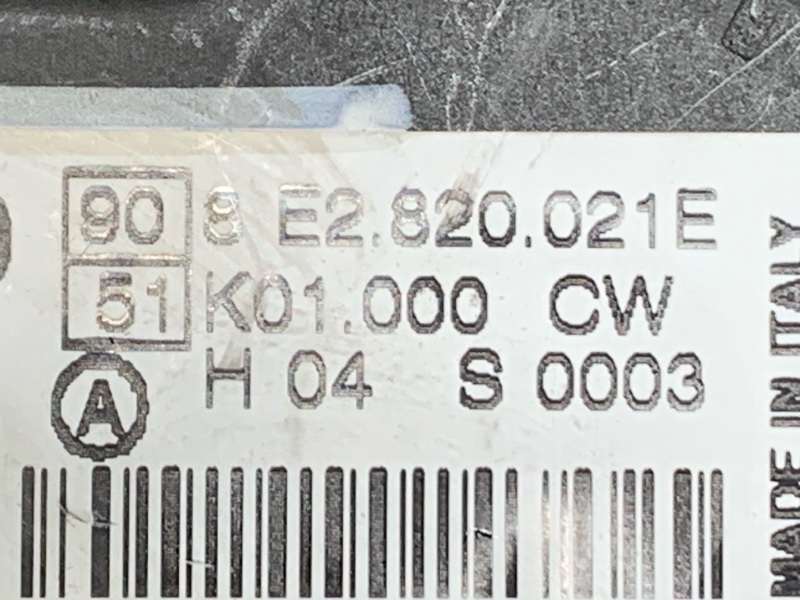 90 8 E2.820.021E
51 K01.000 CW
A H 04 S 0003
MADE IN ITALY